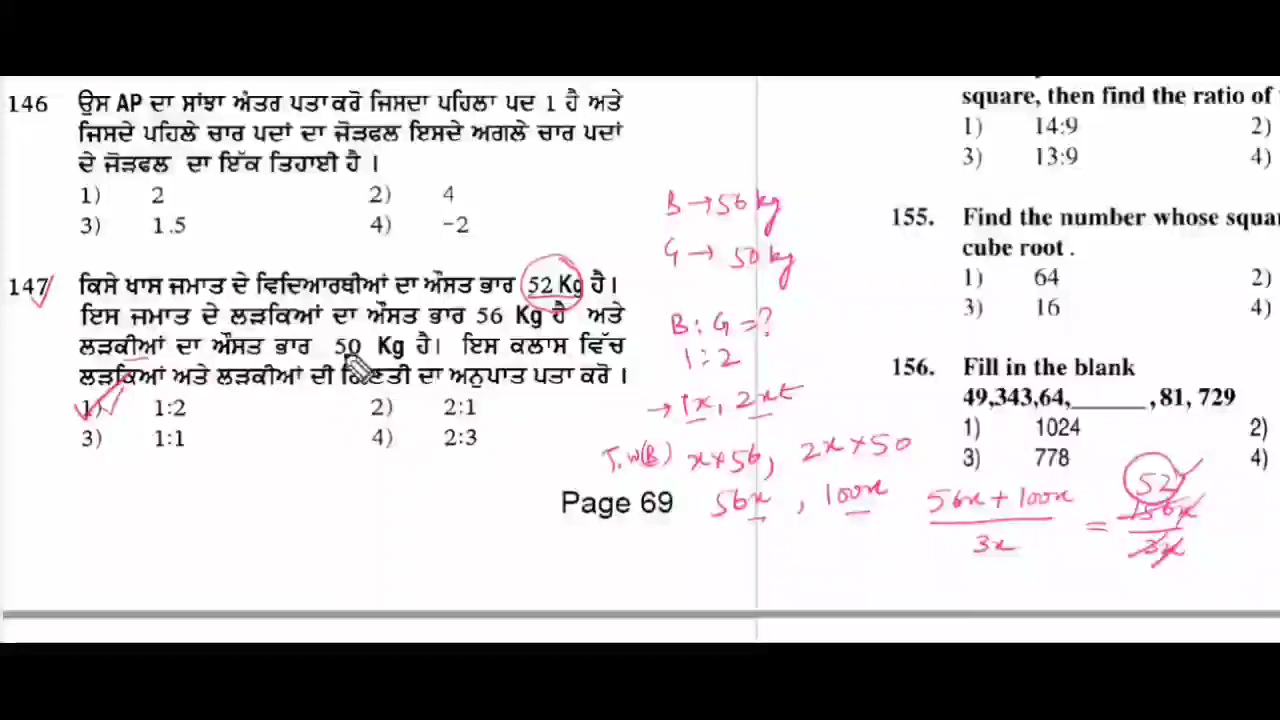 146 ਉਸ AP ਦਾ ਸਾਂਝਾ ਅੰਤਰ ਪਤਾ ਕਰੋ ਜਿਸਦਾ ਪਹਿਲਾ ਪਦ 1 ਹੈ ਅਤੇ
ਜਿਸਦੇ ਪਹਿਲੇ ਚਾਰ ਪਦਾਂ ਦਾ ਜੋੜਫਲ ਇਸਦੇ ਅਗਲੇ ਚਾਰ ਪਦਾਂ
ਦੇ ਜੋੜਫਲ ਦਾ ਇੱਕ ਤਿਹਾਈ ਹੈ ।
1) 2 2) 4
3) 1.5 4) -2
147 ਕਿਸੇ ਖਾਸ ਜਮਾਤ ਦੇ ਵਿਦਿਆਰਥੀਆਂ ਦਾ ਔਸਤ ਭਾਰ 52 Kg ਹੈ।
ਇਸ ਜਮਾਤ ਦੇ ਲੜਕਿਆਂ ਦਾ ਔਸਤ ਭਾਰ 56 Kg ਹੈ ਅਤੇ
ਲੜਕੀਆਂ ਦਾ ਔਸਤ ਭਾਰ 50 Kg ਹੈ। ਇਸ ਕਲਾਸ ਵਿੱਚ
ਲੜਕਿਆਂ ਅਤੇ ਲੜਕੀਆਂ ਦੀ ਗਿਣਤੀ ਦਾ ਅਨੁਪਾਤ ਪਤਾ ਕਰੋ ।
1) 1:2 2) 2:1
3) 1:1 4) 2:3
Page 69
B → 56 kg
G → 50 kg
B : G = ?
1 : 2
→ 1x, 2x
T.W(B) x × 56, 2x × 50
56x , 100x
56x + 100x / 3x = 156x / 3x
52
square, then find the ratio of
1) 14:9 2)
3) 13:9 4)
155. Find the number whose squa
cube root .
1) 64 2)
3) 16 4)
156. Fill in the blank
49,343,64,______,81, 729
1) 1024 2)
3) 778 4)